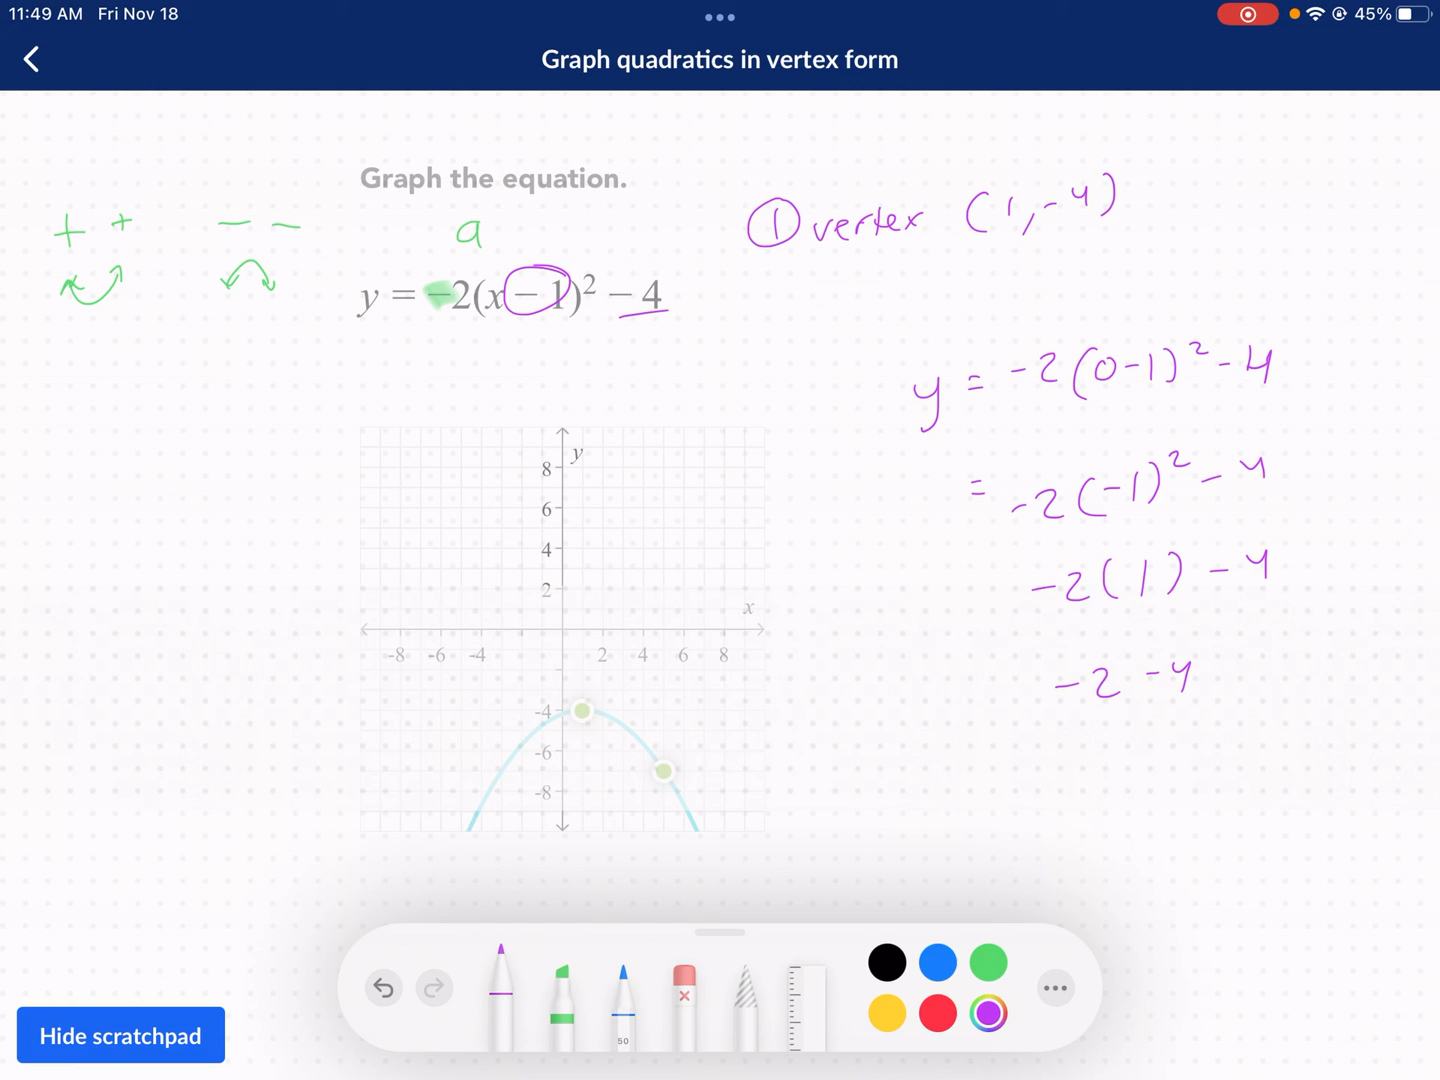 11:49 AM Fri Nov 18
45%
Graph quadratics in vertex form
Graph the equation.
+ + − −
a
① vertex (1, -4)
y = −2(x − 1)² − 4
y = -2(0-1)² - 4
= -2(-1)² - 4
-2(1) - 4
-2 -4
y
8
6
4
2
x
-8 -6 -4 2 4 6 8
-4
-6
-8
50
Hide scratchpad